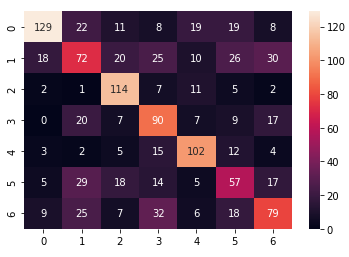 0 129 22 11 8 19 19 8
1 18 72 20 25 10 26 30
2 2 1 114 7 11 5 2
3 0 20 7 90 7 9 17
4 3 2 5 15 102 12 4
5 5 29 18 14 5 57 17
6 9 25 7 32 6 18 79
0 1 2 3 4 5 6
120
100
80
60
40
20
0